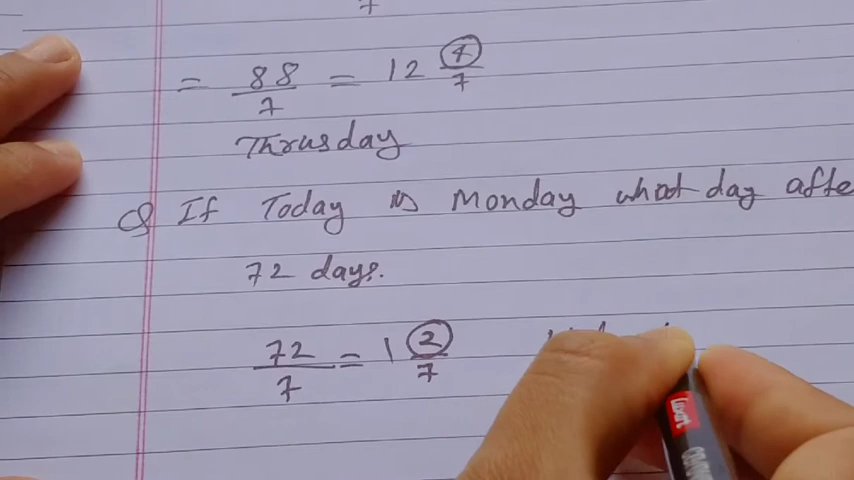 7
= 88/7 = 12 4/7
Thrusday
Q If Today is Monday what day afte
72 days.
72/7 = 1 2/7